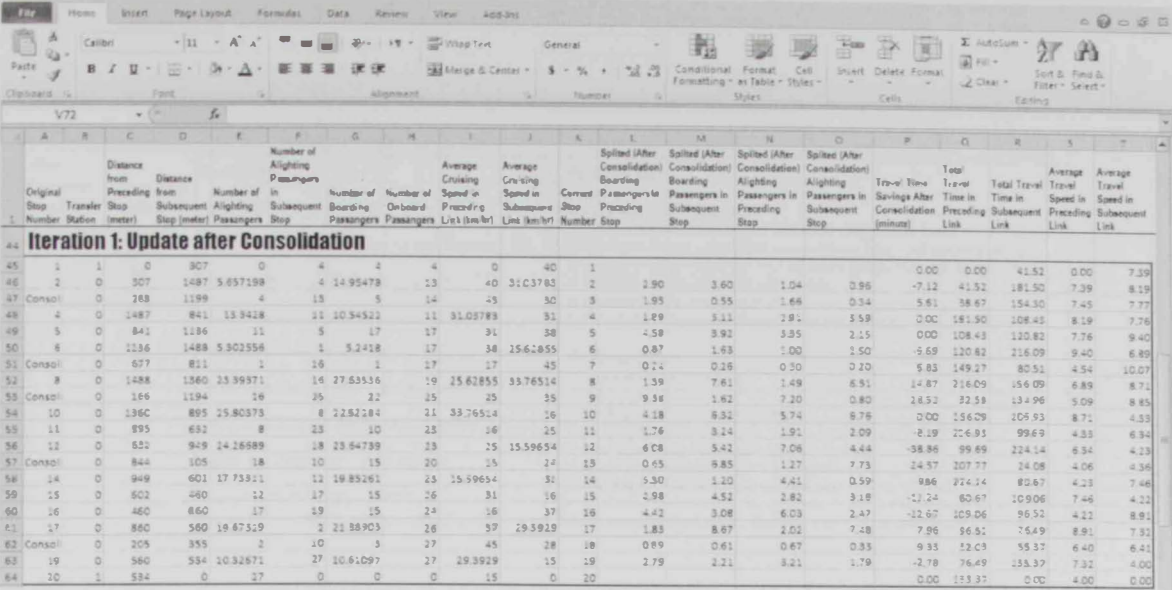 File Home Insert Page Layout Formulas Data Review View Add-Ins
Calibri 11 A A Wrap Text General Σ AutoSum
Paste B I U A Merge & Center $ % , Conditional Formatting Format as Table Cell Styles Insert Delete Format Fill Clear Sort & Filter Find & Select
Clipboard Font Alignment Number Styles Cells Editing
V72 fx
A B C D E F G H I J K L M N O P Q R S T
1 Original Stop Number Transfer Station Distance from Preceding Stop (meter) Distance from Subsequent Stop (meter) Number of Alighting Passengers Number of Alighting Passengers in Subsequent Stop Number of Boarding Passengers Number of Onboard Passengers Average Cruising Speed in Preceding Link (km/hr) Average Cruising Speed in Subsequent Link (km/hr) Current Stop Number Splited (After Consolidation) Boarding Passengers in Preceding Stop Splited (After Consolidation) Boarding Passengers in Subsequent Stop Splited (After Consolidation) Alighting Passengers in Preceding Stop Splited (After Consolidation) Alighting Passengers in Subsequent Stop Travel Time Savings After Consolidation (minute) Total Travel Time in Preceding Link Total Travel Time in Subsequent Link Average Travel Speed in Preceding Link Average Travel Speed in Subsequent Link
44 Iteration 1: Update after Consolidation
45 1 1 0 307 0 4 4 0 40 1 0.00 0.00 41.52 0.00 7.39
46 2 0 307 1487 5.657198 4 14.95478 13 40 31.03783 2 2.90 3.60 1.04 0.96 -7.12 41.52 181.50 7.39 8.19
47 Consol 0 288 1199 4 13 5 14 45 30 3 1.95 0.55 1.66 0.34 5.61 38.67 154.30 7.45 7.77
48 4 0 1487 841 13.3428 11 10.54522 11 31.03783 31 4 1.89 3.11 2.91 3.59 0.00 181.50 108.43 8.19 7.76
49 5 0 841 1236 11 5 17 17 31 38 5 4.58 3.92 3.35 2.15 0.00 108.43 120.82 7.76 9.40
50 6 0 1236 1488 5.302556 1 5.2418 17 38 25.62855 6 0.87 1.63 1.00 1.50 -5.69 120.82 216.09 9.40 6.89
51 Consol 0 677 811 1 16 1 17 17 45 7 0.24 0.26 0.30 0.20 5.83 149.27 80.51 4.54 10.07
52 8 0 1488 1360 23.39371 16 27.63536 19 25.62855 33.76514 8 1.39 7.61 1.49 6.51 14.87 216.09 156.09 6.89 8.71
53 Consol 0 166 1194 16 35 22 25 25 35 9 9.38 1.62 7.20 0.80 28.52 32.58 134.96 5.09 8.85
54 10 0 1360 895 25.80373 8 22.82184 21 33.76514 16 10 4.18 6.32 5.74 6.76 0.00 156.09 205.93 8.71 4.33
55 11 0 895 632 8 23 10 23 16 25 11 1.76 3.24 1.91 2.09 -8.19 99.69 4.33 6.34
56 12 0 632 949 24.26689 18 23.64739 23 25 15.59654 12 6.08 5.42 7.06 4.44 -38.86 99.69 224.14 6.34 4.23
57 Consol 0 844 105 18 10 15 20 15 24 13 0.65 6.85 1.27 7.73 24.57 207.77 24.08 4.06 4.36
58 14 0 949 601 17.73311 12 19.85261 23 15.59654 31 14 5.30 1.20 4.41 0.59 9.86 224.14 80.67 4.23 7.46
59 15 0 602 460 12 17 15 26 31 16 15 2.98 4.52 2.82 3.18 80.67 109.06 7.46 4.22
60 16 0 460 860 17 19 15 24 16 37 16 4.42 3.08 6.03 2.47 -12.67 109.06 96.52 4.22 8.91
61 17 0 860 560 19.67329 2 21.38903 26 37 29.3929 17 1.83 8.67 2.02 7.48 7.96 96.52 76.49 8.91 7.32
62 Consol 0 205 355 2 10 3 27 45 28 18 0.89 0.61 0.67 0.33 9.33 32.03 55.37 6.40 6.41
63 19 0 560 534 10.32671 27 10.61097 27 29.3929 15 19 2.79 2.21 3.21 1.79 -2.78 76.49 133.37 7.32 4.00
64 20 1 534 0 27 0 0 0 15 0 20 0.00 133.37 0.00 4.00 0.00